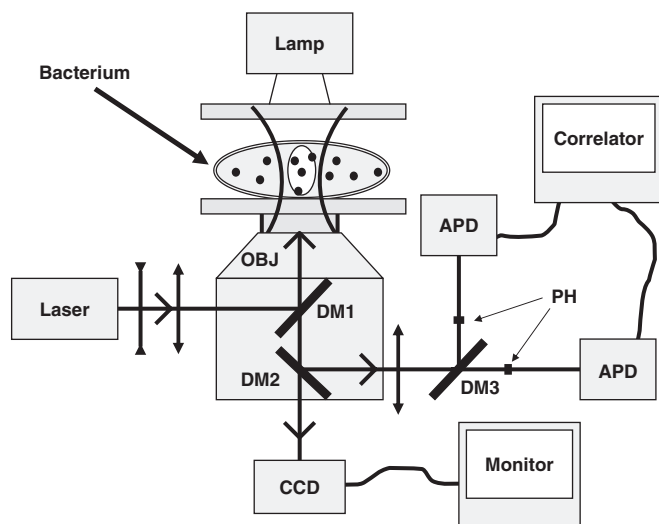 Lamp
Bacterium
Correlator
APD
OBJ
Laser
DM1
PH
DM2
DM3
APD
CCD
Monitor